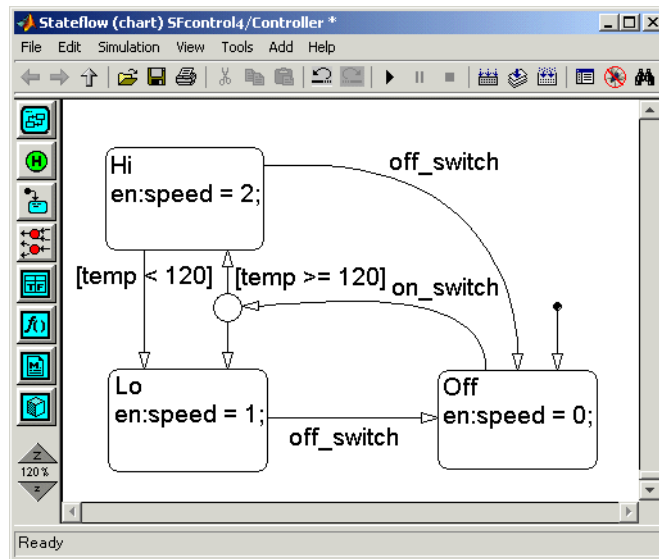 Stateflow (chart) SFcontrol4/Controller *
File Edit Simulation View Tools Add Help
H
Hi
en:speed = 2;
off_switch
[temp < 120] [temp >= 120] on_switch
TF
f()
M
Lo
en:speed = 1;
off_switch
Off
en:speed = 0;
Z
120%
z
Ready